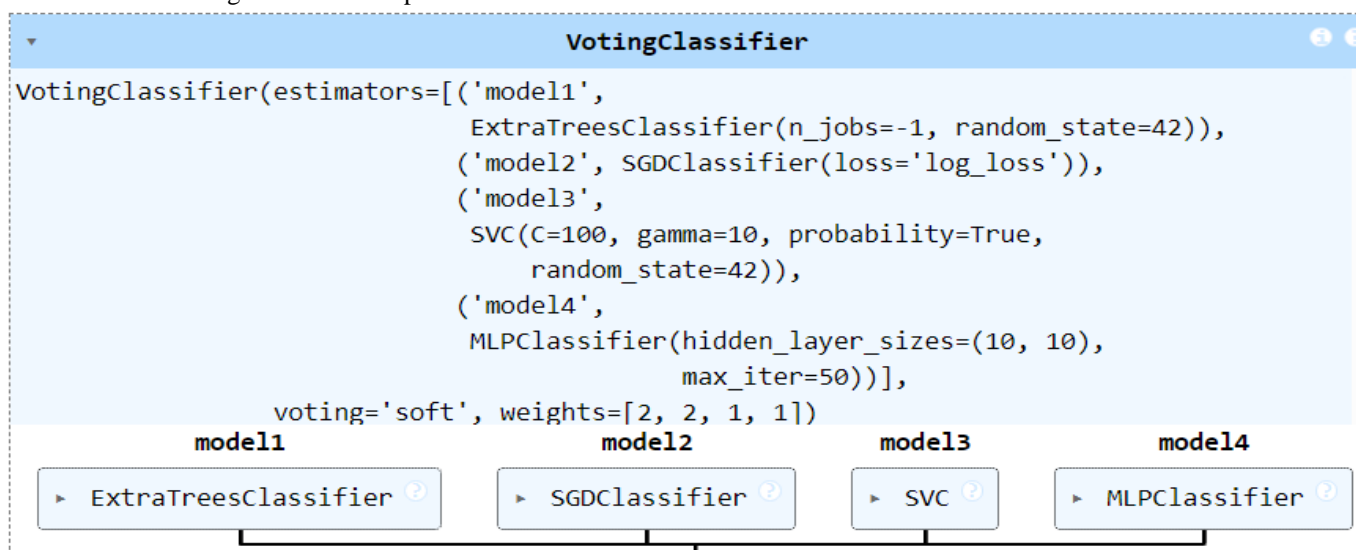 VotingClassifier
VotingClassifier(estimators=[('model1',
ExtraTreesClassifier(n_jobs=-1, random_state=42)),
('model2', SGDClassifier(loss='log_loss')),
('model3',
SVC(C=100, gamma=10, probability=True,
random_state=42)),
('model4',
MLPClassifier(hidden_layer_sizes=(10, 10),
max_iter=50))],
voting='soft', weights=[2, 2, 1, 1])
model1 model2 model3 model4
ExtraTreesClassifier ? SGDClassifier ? SVC ? MLPClassifier ?